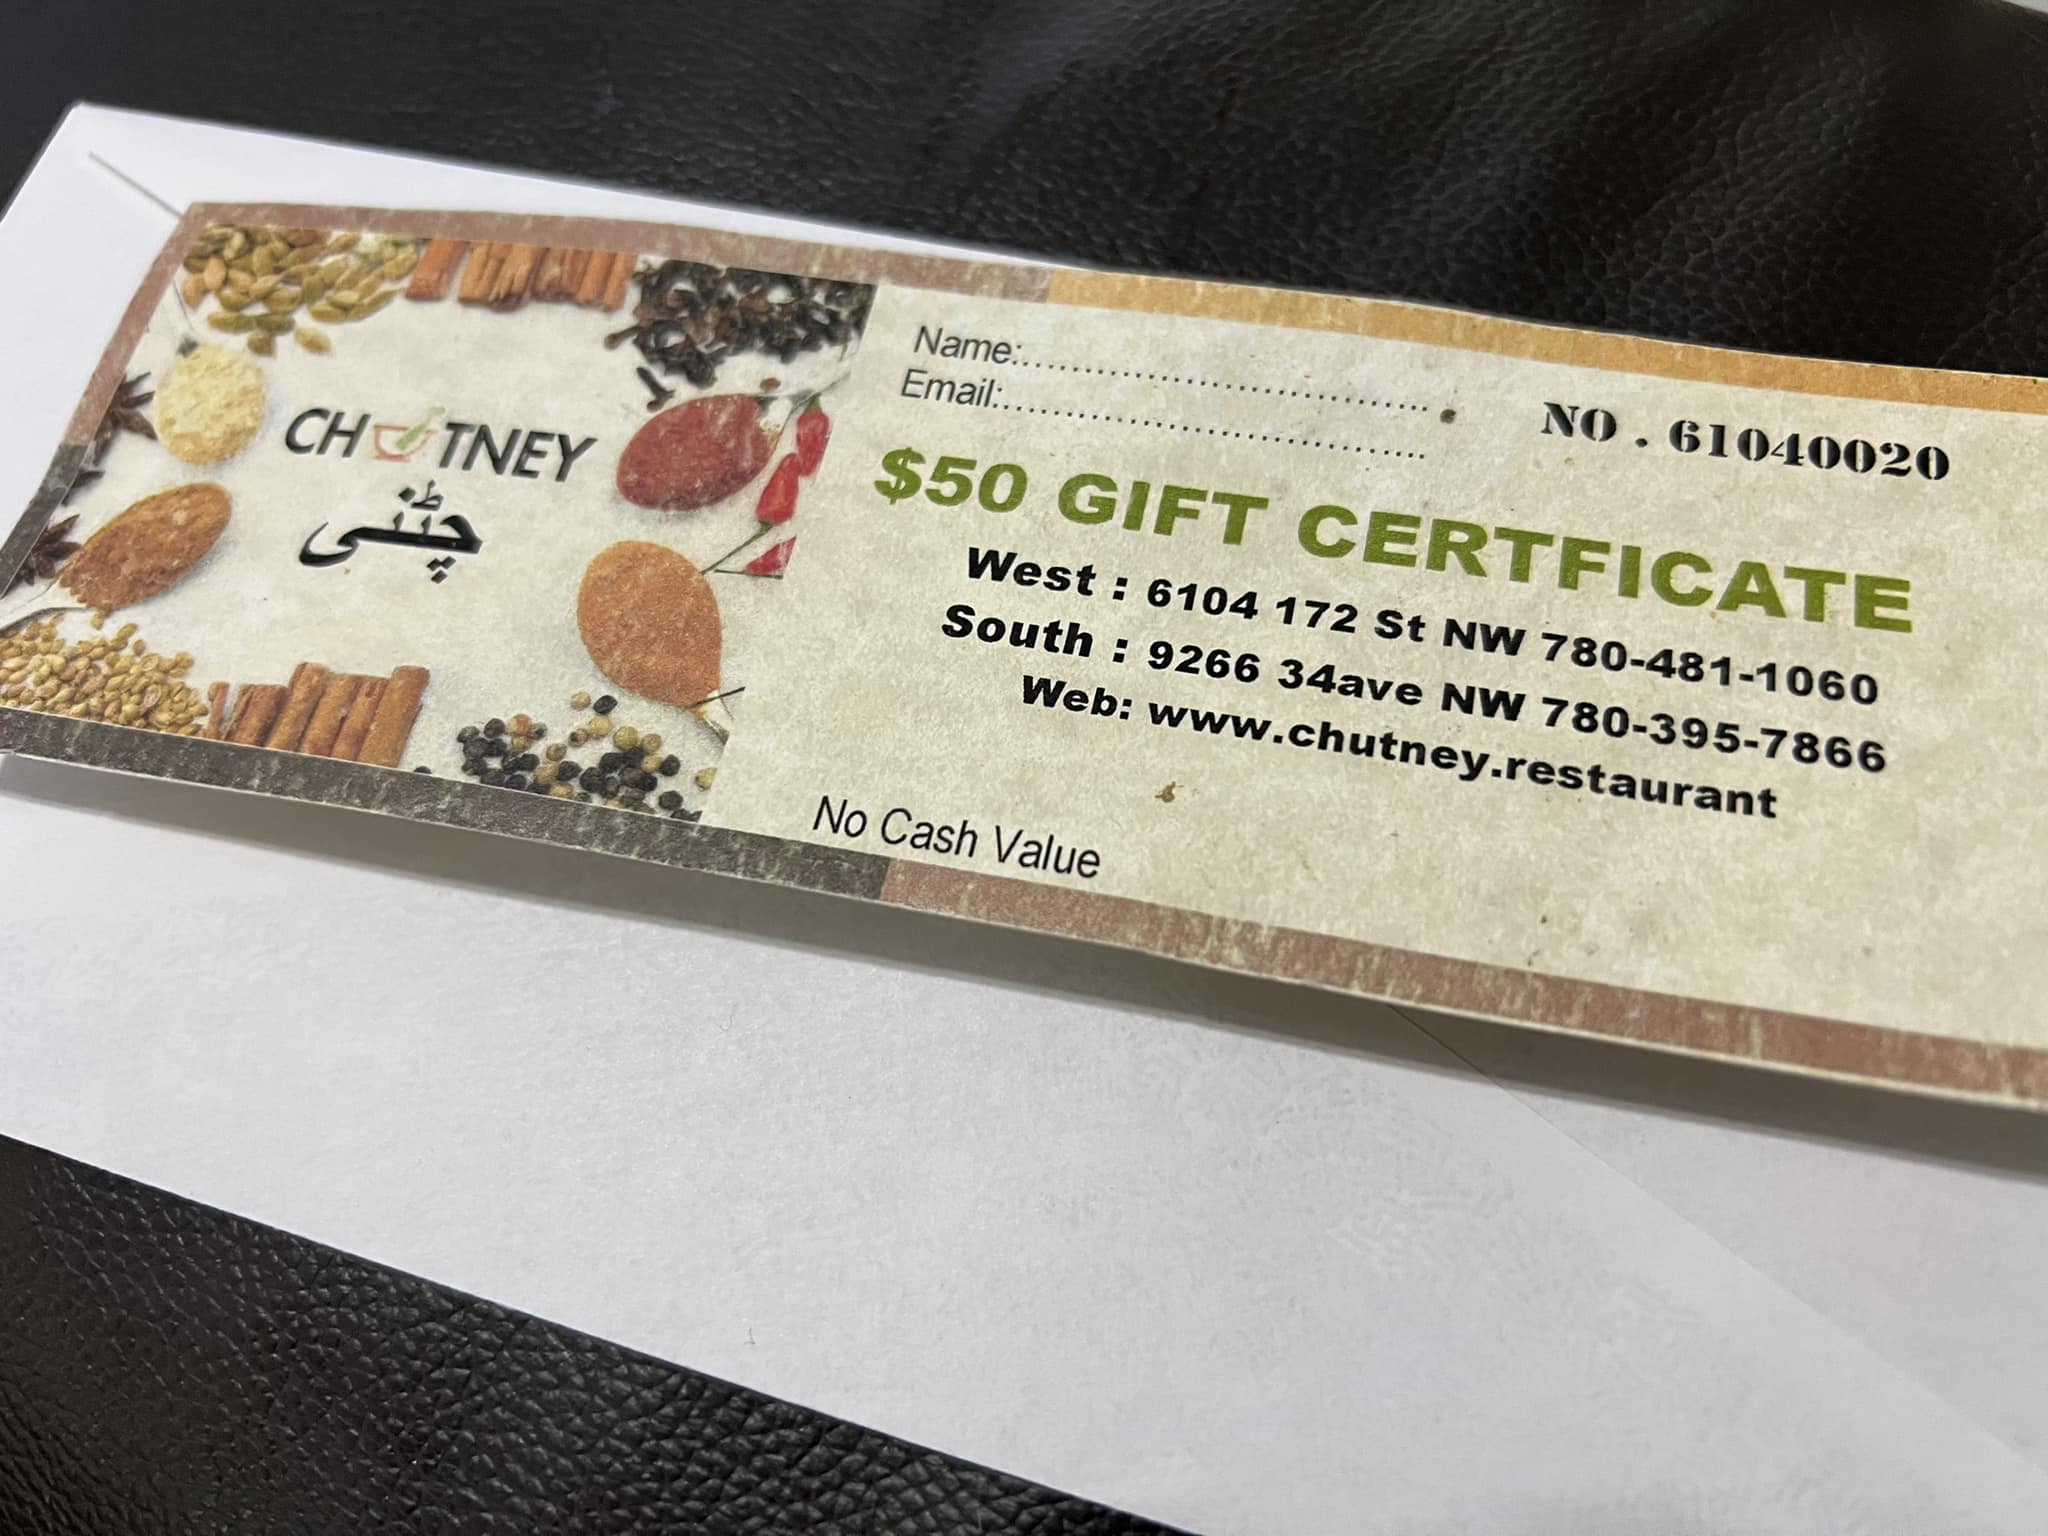 CHUTNEY
چٹنی
Name:........................................
Email:........................................
NO . 61040020
$50 GIFT CERTFICATE
West : 6104 172 St NW 780-481-1060
South : 9266 34ave NW 780-395-7866
Web: www.chutney.restaurant
No Cash Value